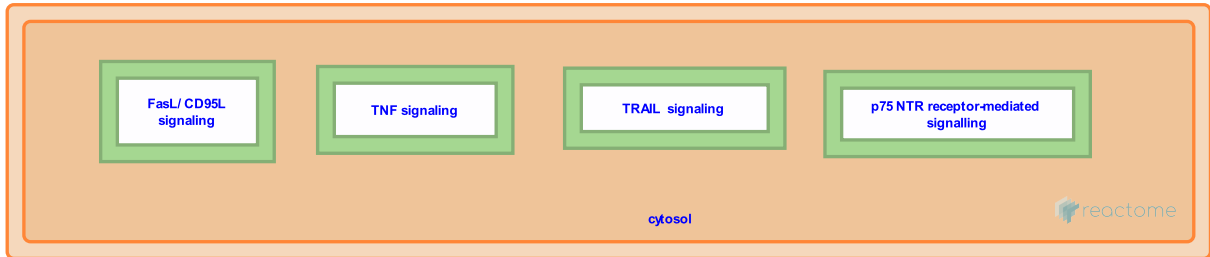 FasL/ CD95L
signaling
TNF signaling
TRAIL signaling
p75 NTR receptor-mediated
signalling
cytosol
reactome